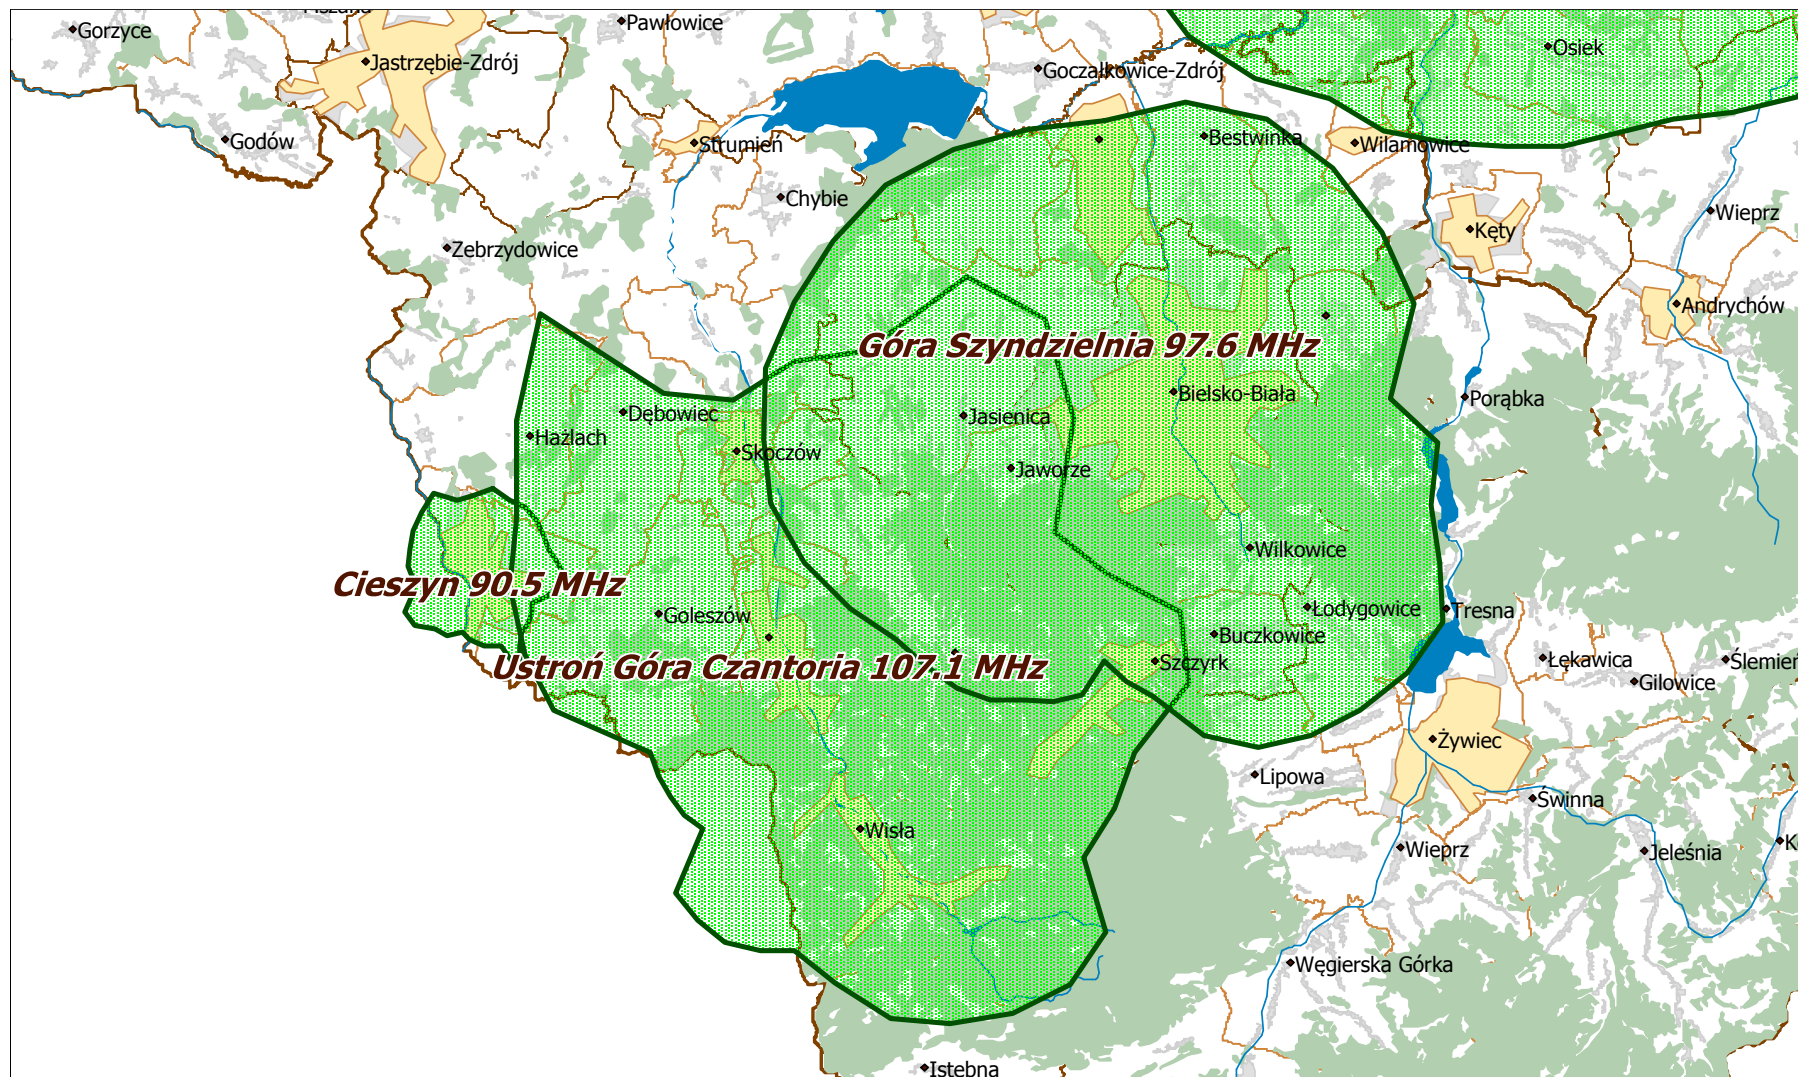 Gorzyce
Pawłowice
Jastrzębie-Zdrój
Osiek
Goczałkowice-Zdrój
Godów
Strumień
Bestwinka
Wilamowice
Chybie
Wieprz
Kęty
Zebrzydowice
Andrychów
Góra Szyndzielnia 97.6 MHz
Bielsko-Biała
Porąbka
Dębowiec
Jasienica
Hażlach
Skoczów
Jaworze
Wilkowice
Cieszyn 90.5 MHz
Goleszów
Łodygowice
Tresna
Buczkowice
Ustroń Góra Czantoria 107.1 MHz
Szczyrk
Łękawica
Ślemień
Gilowice
Żywiec
Lipowa
Świnna
Wisła
Wieprz
Jeleśnia
Węgierska Górka
Istebna